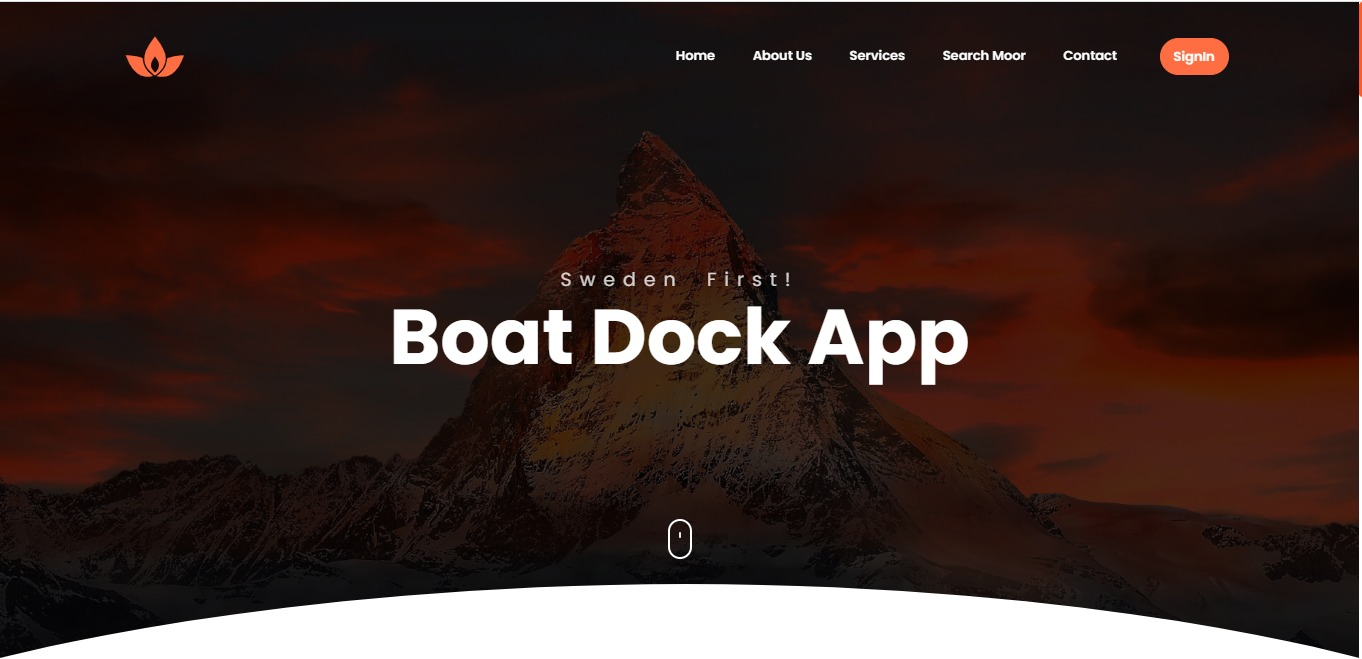 Home About Us Services Search Moor Contact SignIn
Sweden First!
Boat Dock App